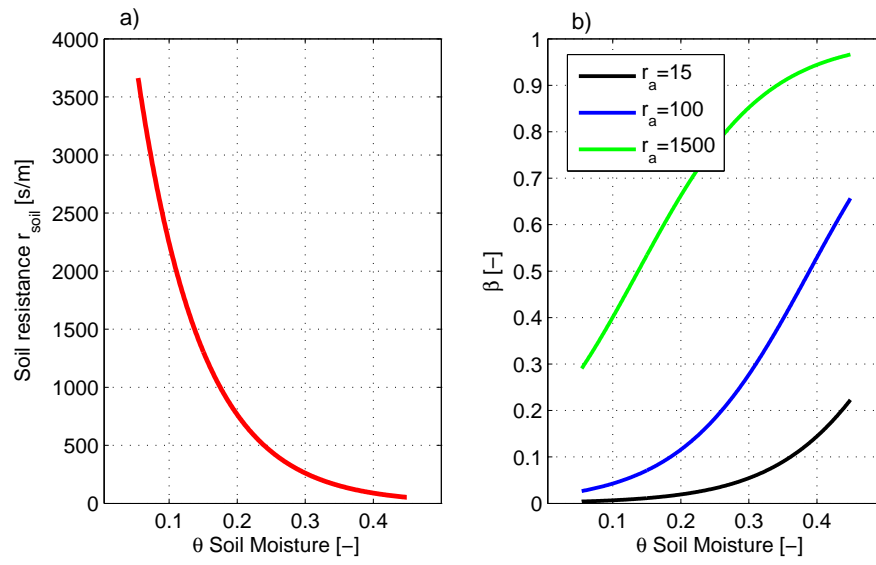 a)
4000
3500
3000
2500
2000
1500
1000
500
0
0.1 0.2 0.3 0.4
θ Soil Moisture [−]
Soil resistance r_soil [s/m]
b)
1
0.9
0.8
0.7
0.6
0.5
0.4
0.3
0.2
0.1
0
0.1 0.2 0.3 0.4
θ Soil Moisture [−]
β [−]
r_a=15
r_a=100
r_a=1500